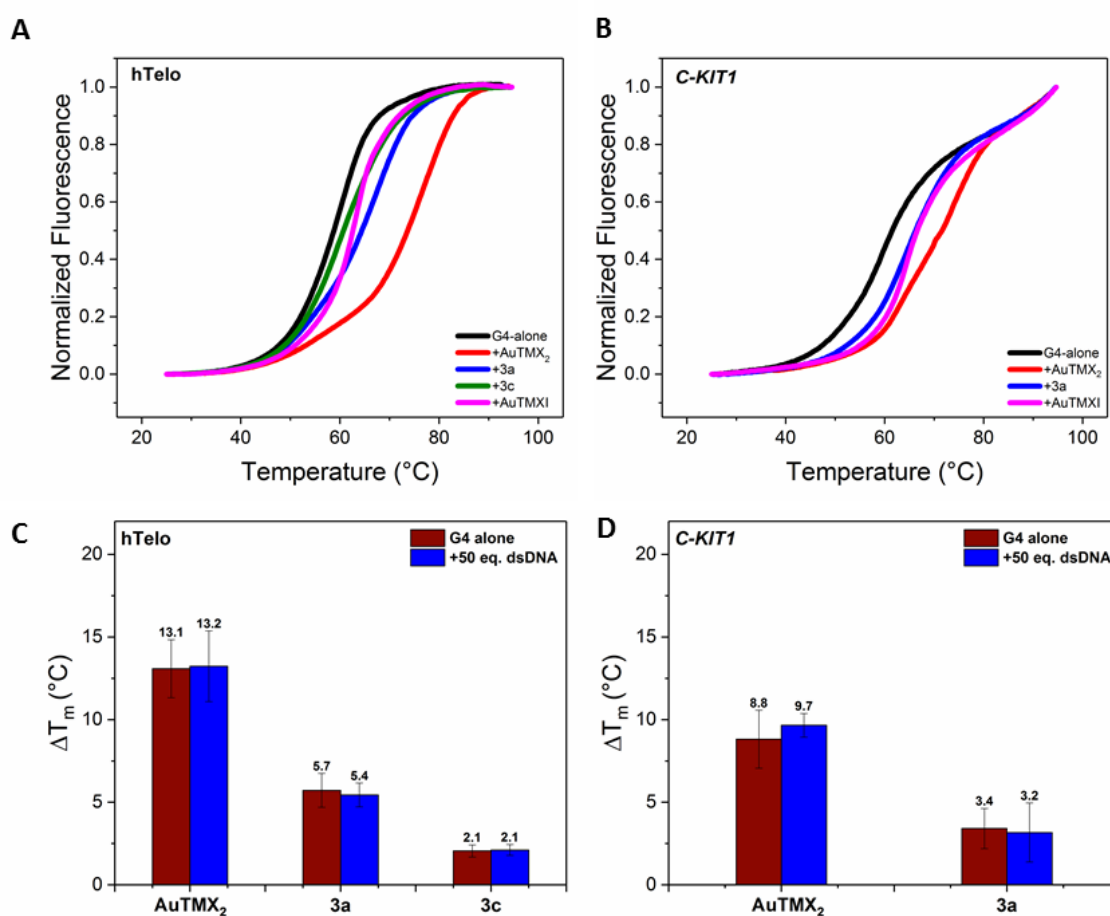 A
hTelo
Normalized Fluorescence
1.0
0.8
0.6
0.4
0.2
0.0
G4-alone
+AuTMX₂
+3a
+3c
+AuTMXI
20
40
60
80
100
Temperature (°C)
B
C-KIT1
Normalized Fluorescence
1.0
0.8
0.6
0.4
0.2
0.0
G4-alone
+AuTMX₂
+3a
+AuTMXI
20
40
60
80
100
Temperature (°C)
C
hTelo
G4 alone
+50 eq. dsDNA
ΔTₘ (°C)
20
15
10
5
0
13.1
13.2
5.7
5.4
2.1
2.1
AuTMX₂
3a
3c
D
C-KIT1
G4 alone
+50 eq. dsDNA
ΔTₘ (°C)
20
15
10
5
0
8.8
9.7
3.4
3.2
AuTMX₂
3a